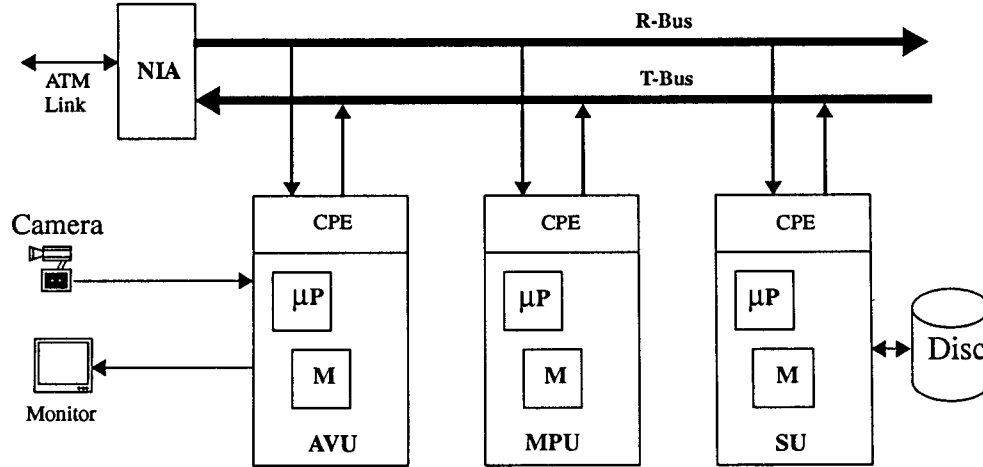 R-Bus
NIA
ATM
Link
T-Bus
CPE
CPE
CPE
Camera
µP
µP
µP
Disc
M
M
M
Monitor
AVU
MPU
SU